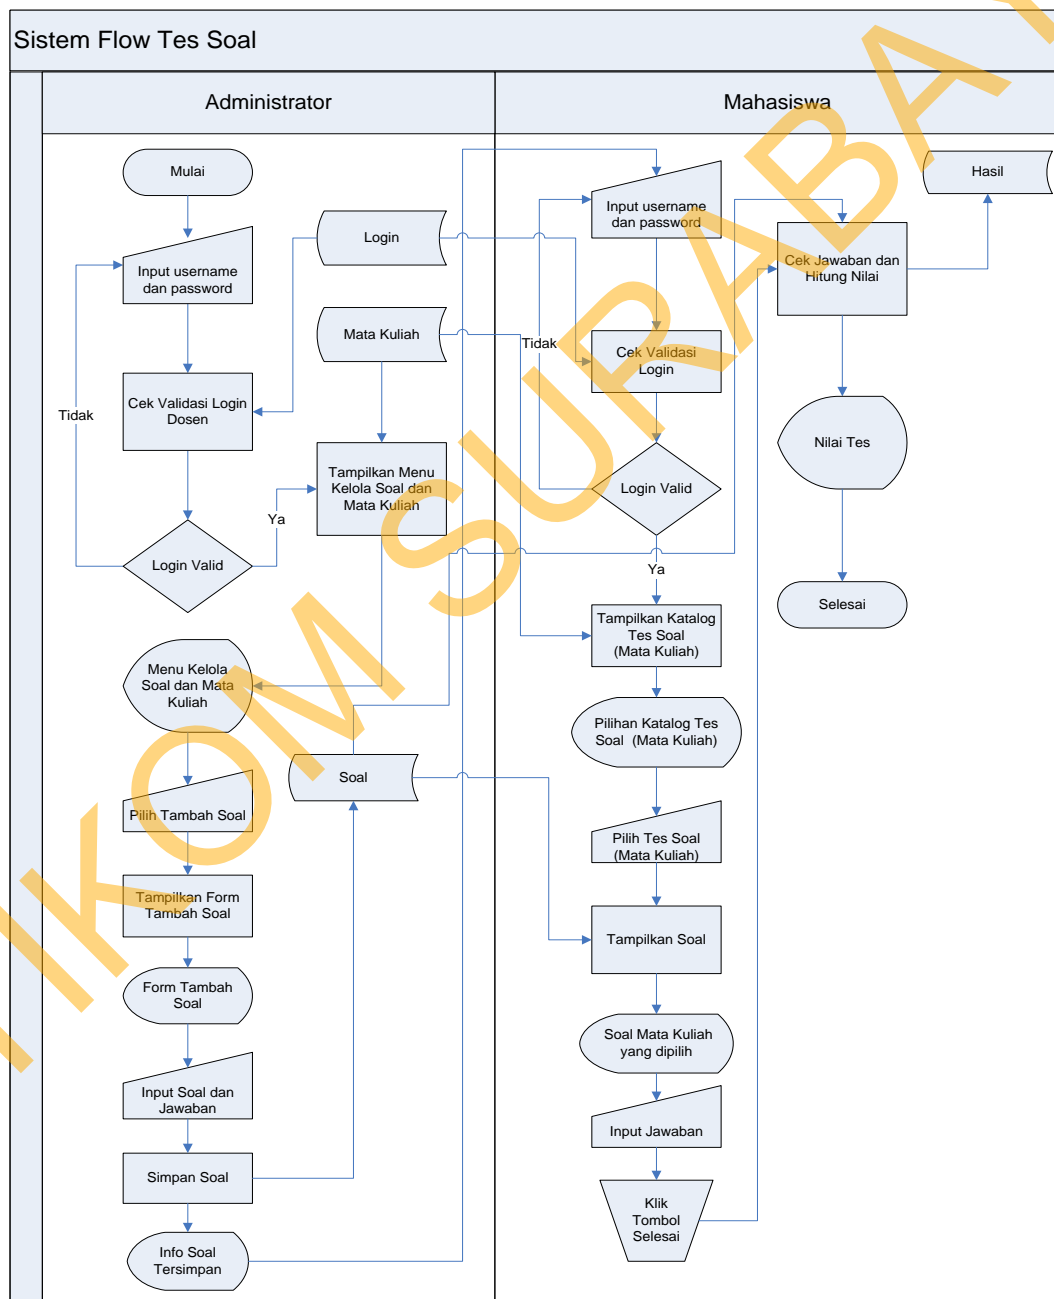 Sistem Flow Tes Soal
Administrator
Mahasiswa
Mulai
Input username
dan password
Cek Validasi Login
Dosen
Tidak
Login Valid
Ya
Login
Mata Kuliah
Tampilkan Menu
Kelola Soal dan
Mata Kuliah
Menu Kelola
Soal dan Mata
Kuliah
Pilih Tambah Soal
Tampilkan Form
Tambah Soal
Form Tambah
Soal
Input Soal dan
Jawaban
Simpan Soal
Info Soal
Tersimpan
Soal
Input username
dan password
Tidak
Cek Validasi
Login
Login Valid
Ya
Tampilkan Katalog
Tes Soal
(Mata Kuliah)
Pilihan Katalog Tes
Soal (Mata Kuliah)
Pilih Tes Soal
(Mata Kuliah)
Tampilkan Soal
Soal Mata Kuliah
yang dipilih
Input Jawaban
Klik
Tombol
Selesai
Hasil
Cek Jawaban dan
Hitung Nilai
Nilai Tes
Selesai
IKOM SURABAY